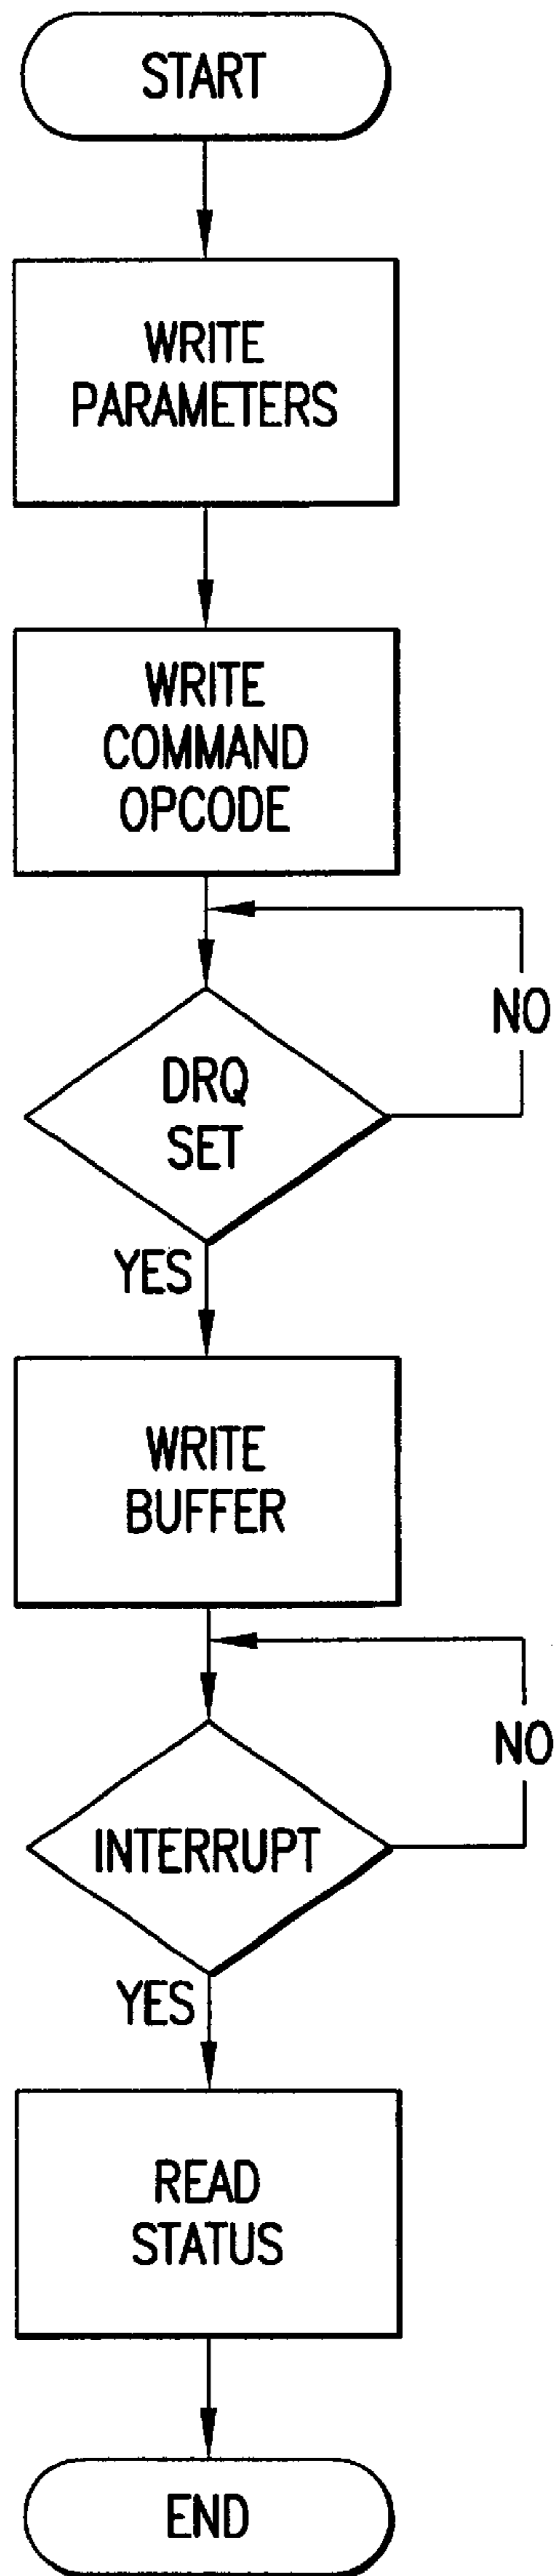 START
WRITE
PARAMETERS
WRITE
COMMAND
OPCODE
NO
DRQ
SET
YES
WRITE
BUFFER
NO
INTERRUPT
YES
READ
STATUS
END